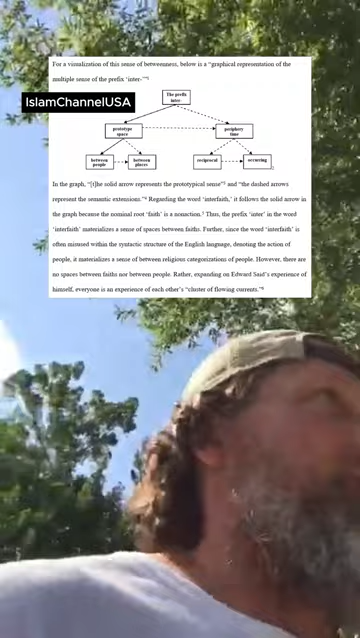 For a visualization of this sense of betweenness, below is a “graphical representation of the
multiple sense of the prefix ‘inter-’”¹
IslamChannelUSA
The prefix
inter-
prototype
space
periphery
time
between
people
between
places
reciprocal
occurring
In the graph, “[t]he solid arrow represents the prototypical sense” and “the dashed arrows
represent the semantic extensions.” Regarding the word ‘interfaith,’ it follows the solid arrow in
the graph because the nominal root ‘faith’ is a nonaction. Thus, the prefix ‘inter’ in the word
‘interfaith’ materializes a sense of spaces between faiths. Further, since the word ‘interfaith’ is
often misused within the syntactic structure of the English language, denoting the action of
people, it materializes a sense between religious categorizations of people. However, there are
no spaces between faiths nor between people. Rather, expanding on Edward Said’s experience of
himself, everyone is an experience of each other’s “cluster of flowing currents.”